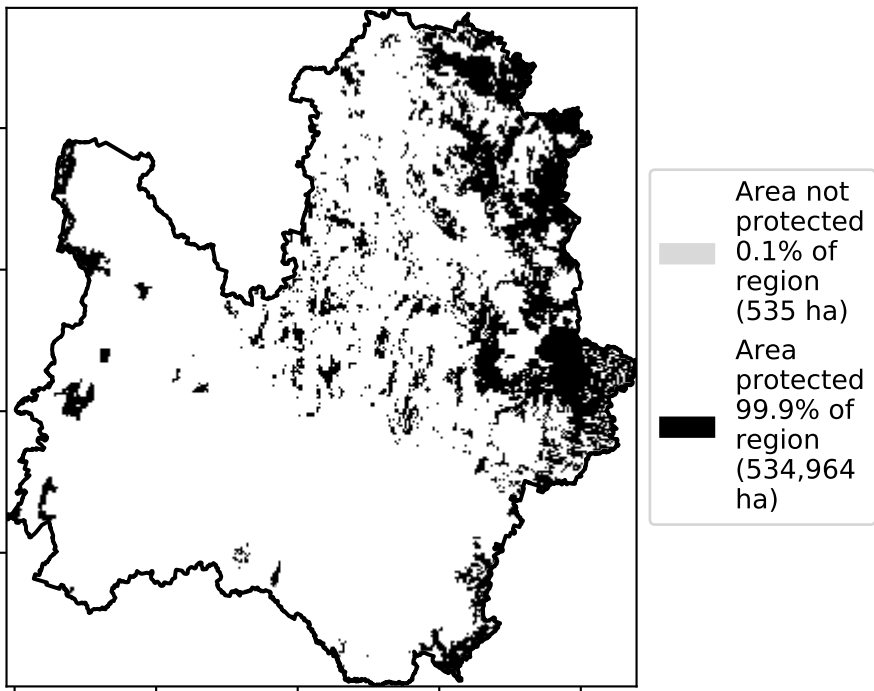 Area not
protected
0.1% of
region
(535 ha)
Area
protected
99.9% of
region
(534,964
ha)